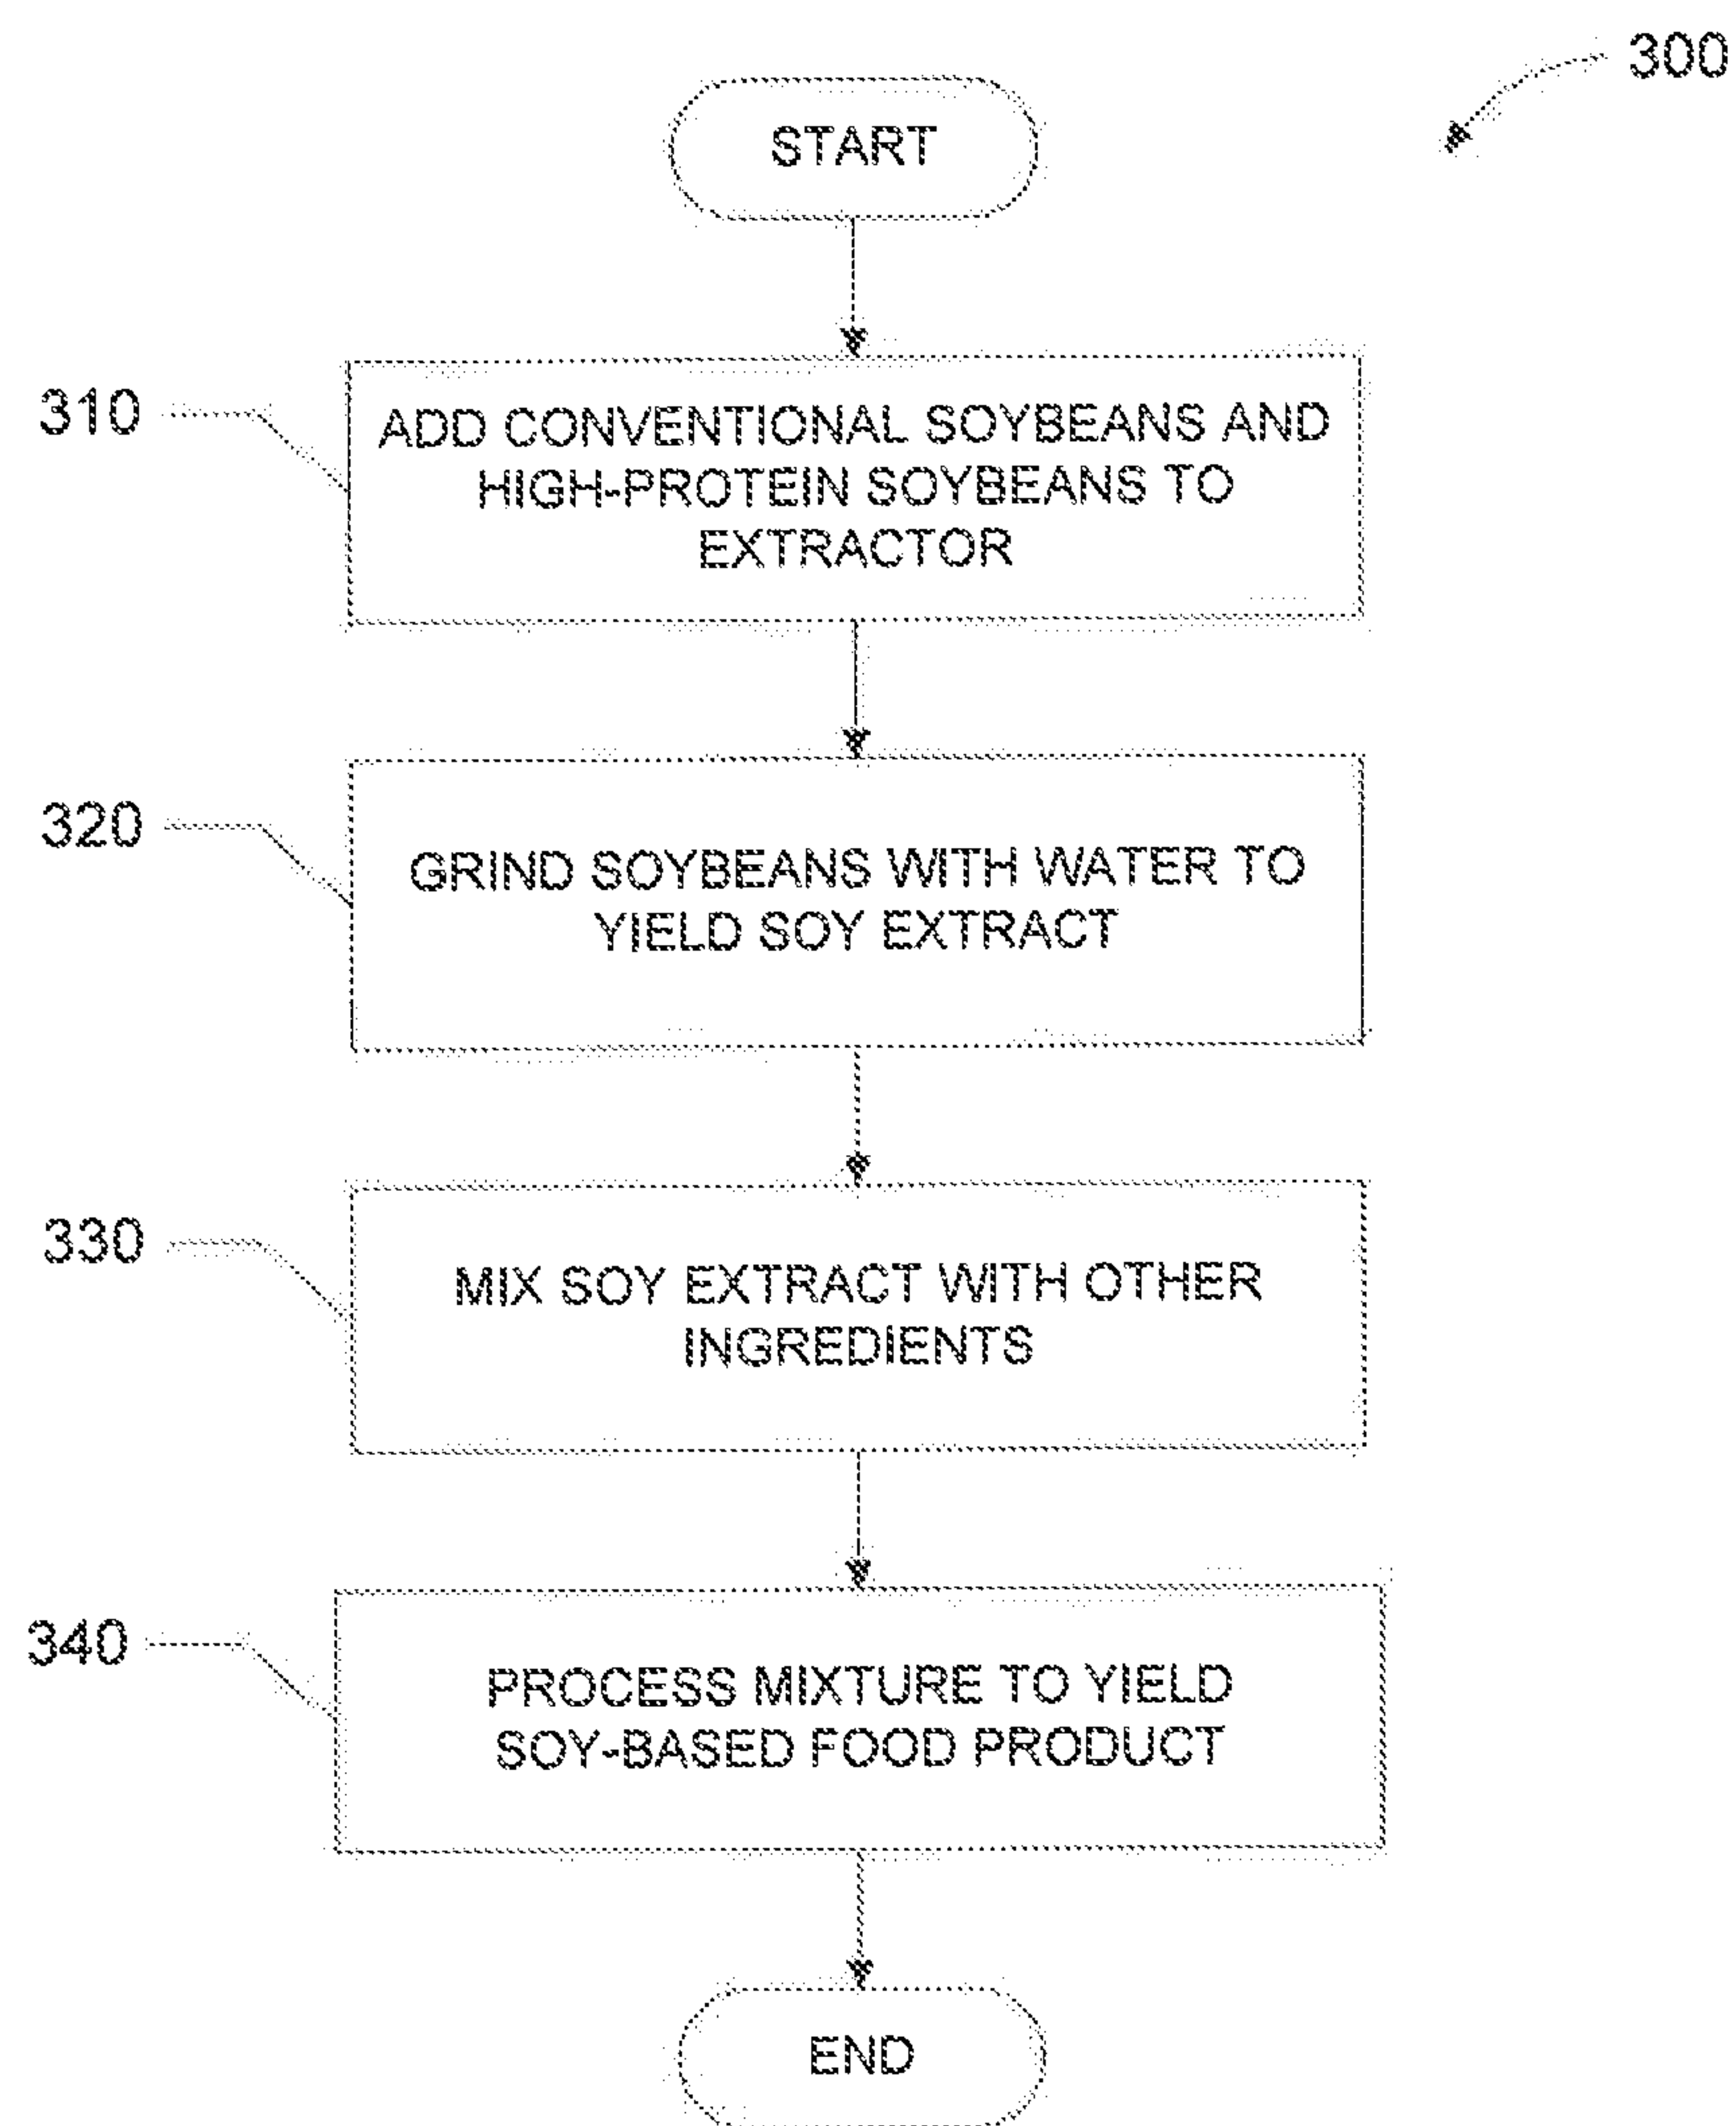 300
START
310
ADD CONVENTIONAL SOYBEANS AND
HIGH-PROTEIN SOYBEANS TO
EXTRACTOR
320
GRIND SOYBEANS WITH WATER TO
YIELD SOY EXTRACT
330
MIX SOY EXTRACT WITH OTHER
INGREDIENTS
340
PROCESS MIXTURE TO YIELD
SOY-BASED FOOD PRODUCT
END